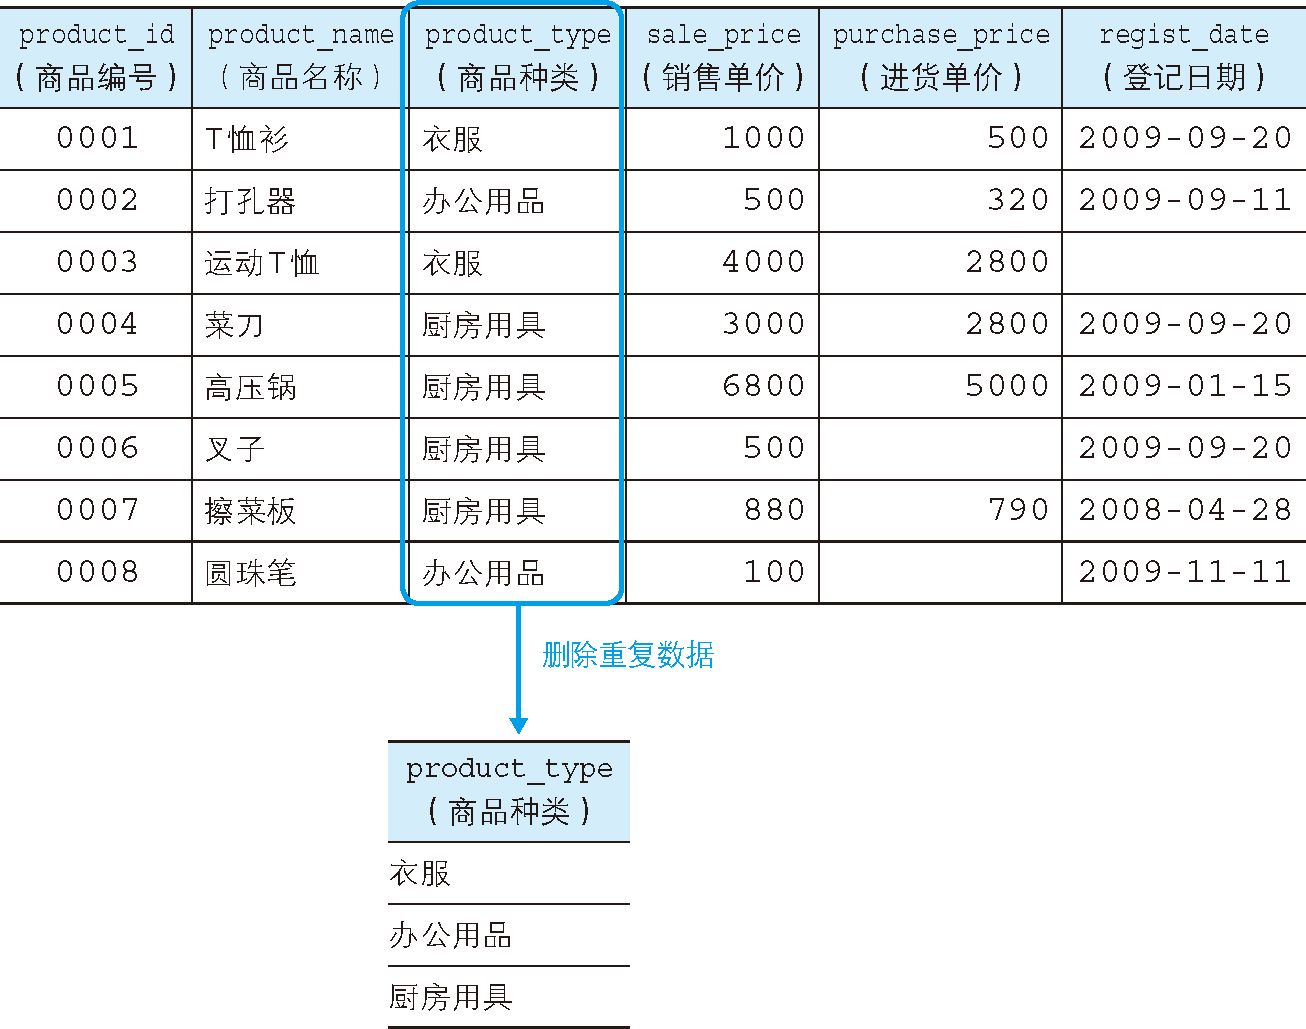 product_id product_name product_type sale_price purchase_price regist_date
(商品编号) (商品名称) (商品种类) (销售单价) (进货单价) (登记日期)
0001 T恤衫 衣服 1000 500 2009-09-20
0002 打孔器 办公用品 500 320 2009-09-11
0003 运动T恤 衣服 4000 2800
0004 菜刀 厨房用具 3000 2800 2009-09-20
0005 高压锅 厨房用具 6800 5000 2009-01-15
0006 叉子 厨房用具 500 2009-09-20
0007 擦菜板 厨房用具 880 790 2008-04-28
0008 圆珠笔 办公用品 100 2009-11-11
删除重复数据
product_type
(商品种类)
衣服
办公用品
厨房用具